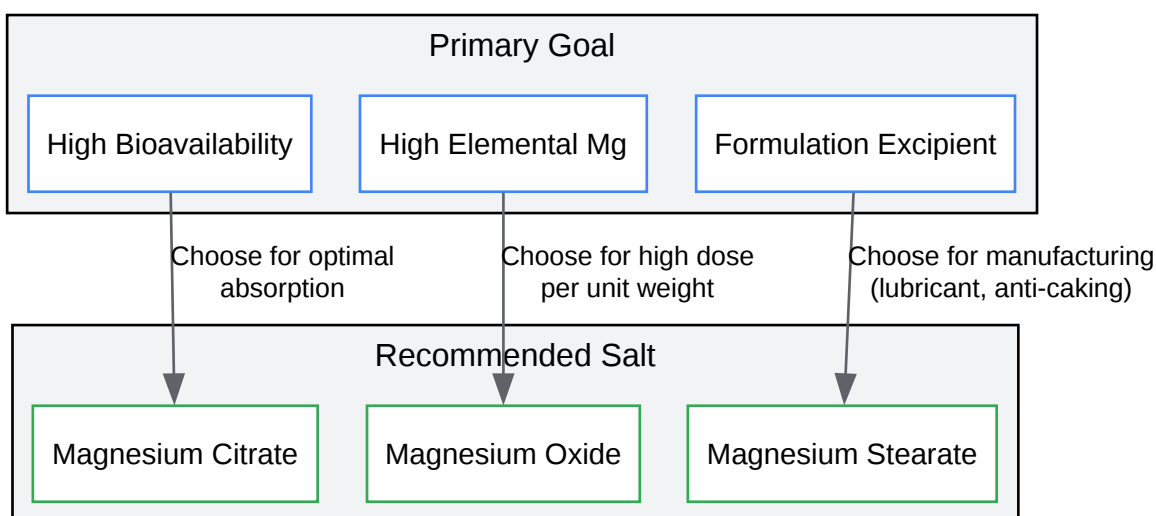 Primary Goal
High Bioavailability
High Elemental Mg
Formulation Excipient
Choose for optimal
absorption
Choose for high dose
per unit weight
Choose for manufacturing
(lubricant, anti-caking)
Recommended Salt
Magnesium Citrate
Magnesium Oxide
Magnesium Stearate